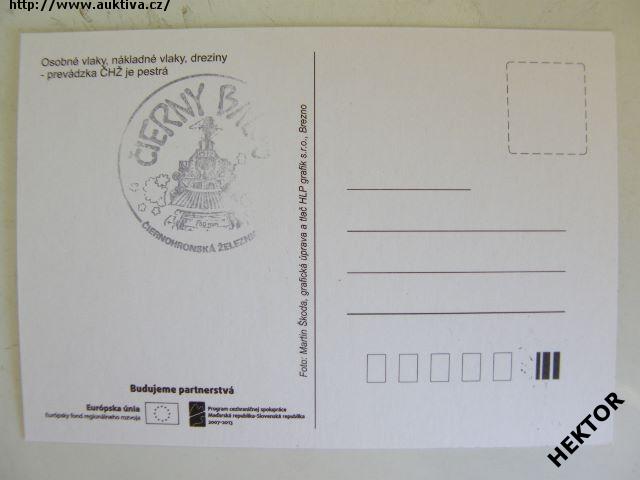 http://www.auktiva.cz/
Osobné vlaky, nákladné vlaky, dreziny
- prevádzka ČHŽ je pestrá
ČIERNY
750 mm
ČIERNOHRONSKÁ
Foto: Martin Škoda, grafická úprava a tlač HLP grafik s.r.o., Brezno
Budujeme partnerstvá
Európska únia
Európsky fond regionálneho rozvoja
Program cezhraničnej spolupráce
Maďarská republika-Slovenská republika
2007-2013
HEKTOR